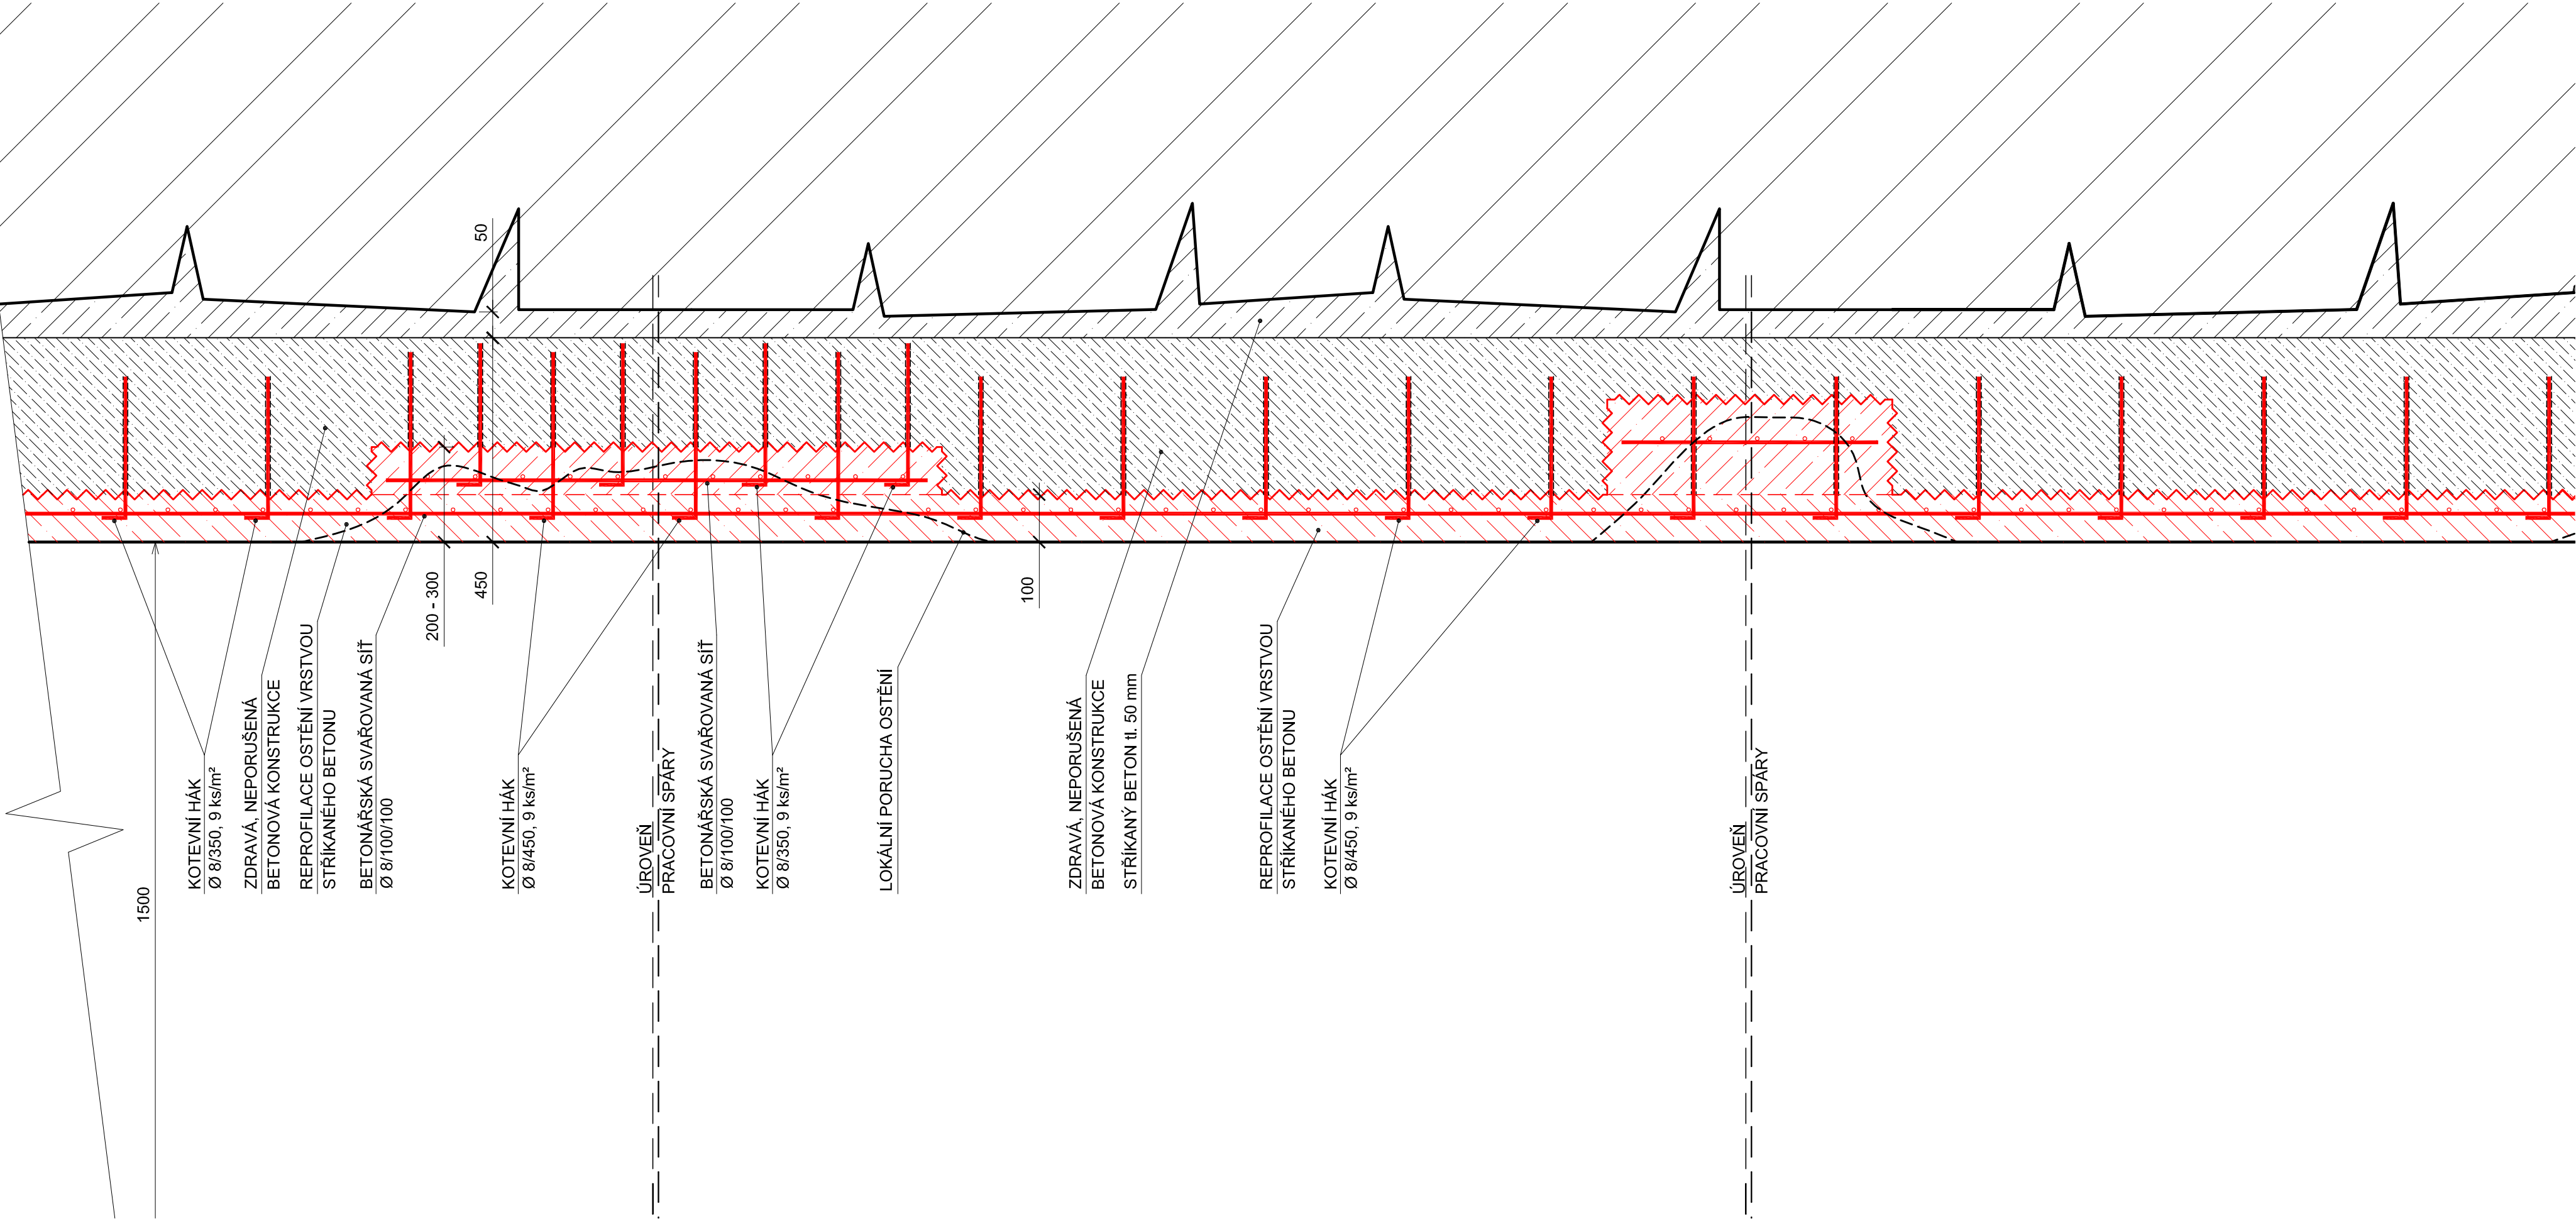 50
200 - 300
450
100
1500
KOTEVNÍ HÁK
Ø 8/350, 9 ks/m²
ZDRAVÁ, NEPORUŠENÁ
BETONOVÁ KONSTRUKCE
REPROFILACE OSTĚNÍ VRSTVOU
STŘÍKANÉHO BETONU
BETONÁŘSKÁ SVAŘOVANÁ SÍŤ
Ø 8/100/100
KOTEVNÍ HÁK
Ø 8/450, 9 ks/m²
ÚROVEŇ
PRACOVNÍ SPÁRY
BETONÁŘSKÁ SVAŘOVANÁ SÍŤ
Ø 8/100/100
KOTEVNÍ HÁK
Ø 8/350, 9 ks/m²
LOKÁLNÍ PORUCHA OSTĚNÍ
ZDRAVÁ, NEPORUŠENÁ
BETONOVÁ KONSTRUKCE
STŘÍKANÝ BETON tl. 50 mm
REPROFILACE OSTĚNÍ VRSTVOU
STŘÍKANÉHO BETONU
KOTEVNÍ HÁK
Ø 8/450, 9 ks/m²
ÚROVEŇ
PRACOVNÍ SPÁRY